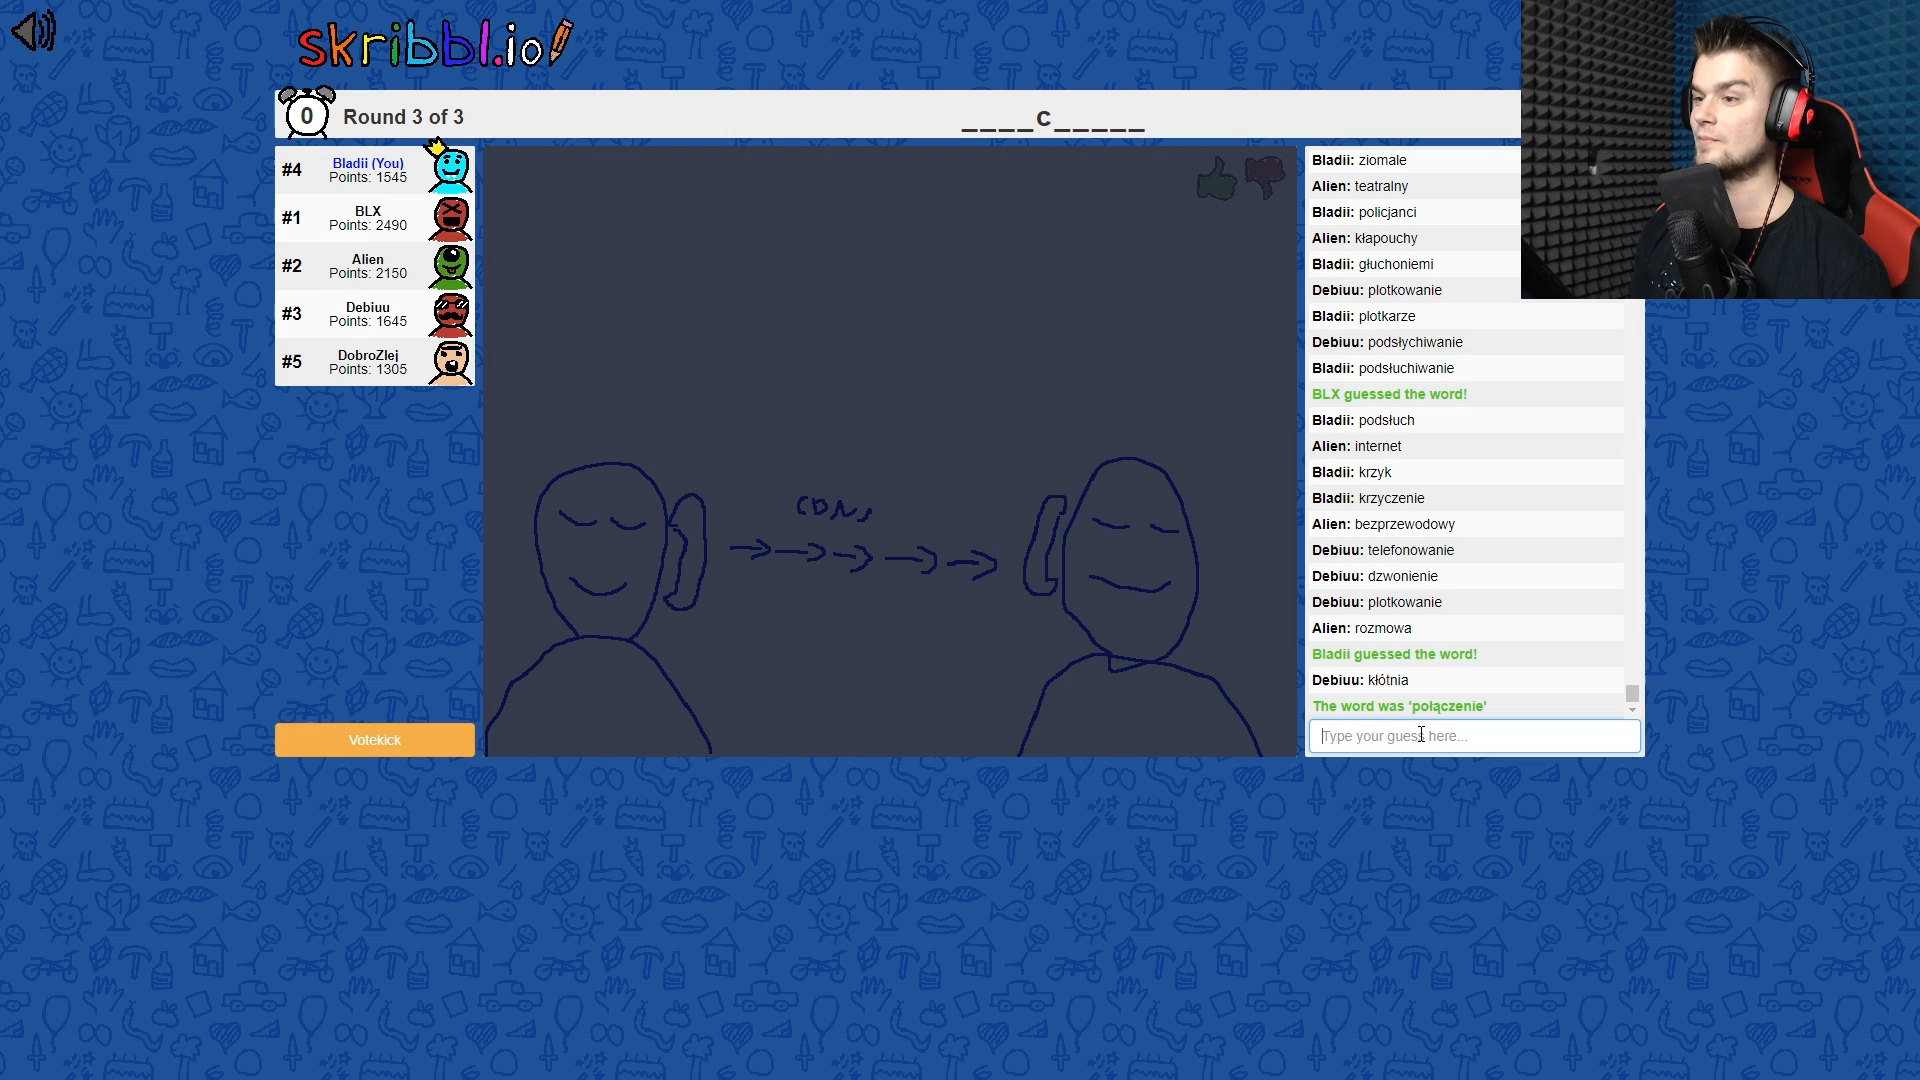 skribbl.io
0
Round 3 of 3
____c_____
#4
Bladii (You)
Points: 1545
#1
BLX
Points: 2490
#2
Alien
Points: 2150
#3
Debiuu
Points: 1645
#5
DobroZlej
Points: 1305
Votekick
Bladii: ziomale
Alien: teatralny
Bladii: policjanci
Alien: kłapouchy
Bladii: głuchoniemi
Debiuu: plotkowanie
Bladii: plotkarze
Debiuu: podsłychiwanie
Bladii: podsłuchiwanie
BLX guessed the word!
Bladii: podsłuch
Alien: internet
Bladii: krzyk
Bladii: krzyczenie
Alien: bezprzewodowy
Debiuu: telefonowanie
Debiuu: dzwonienie
Debiuu: plotkowanie
Alien: rozmowa
Bladii guessed the word!
Debiuu: kłótnia
The word was 'połączenie'
Type your guess here...